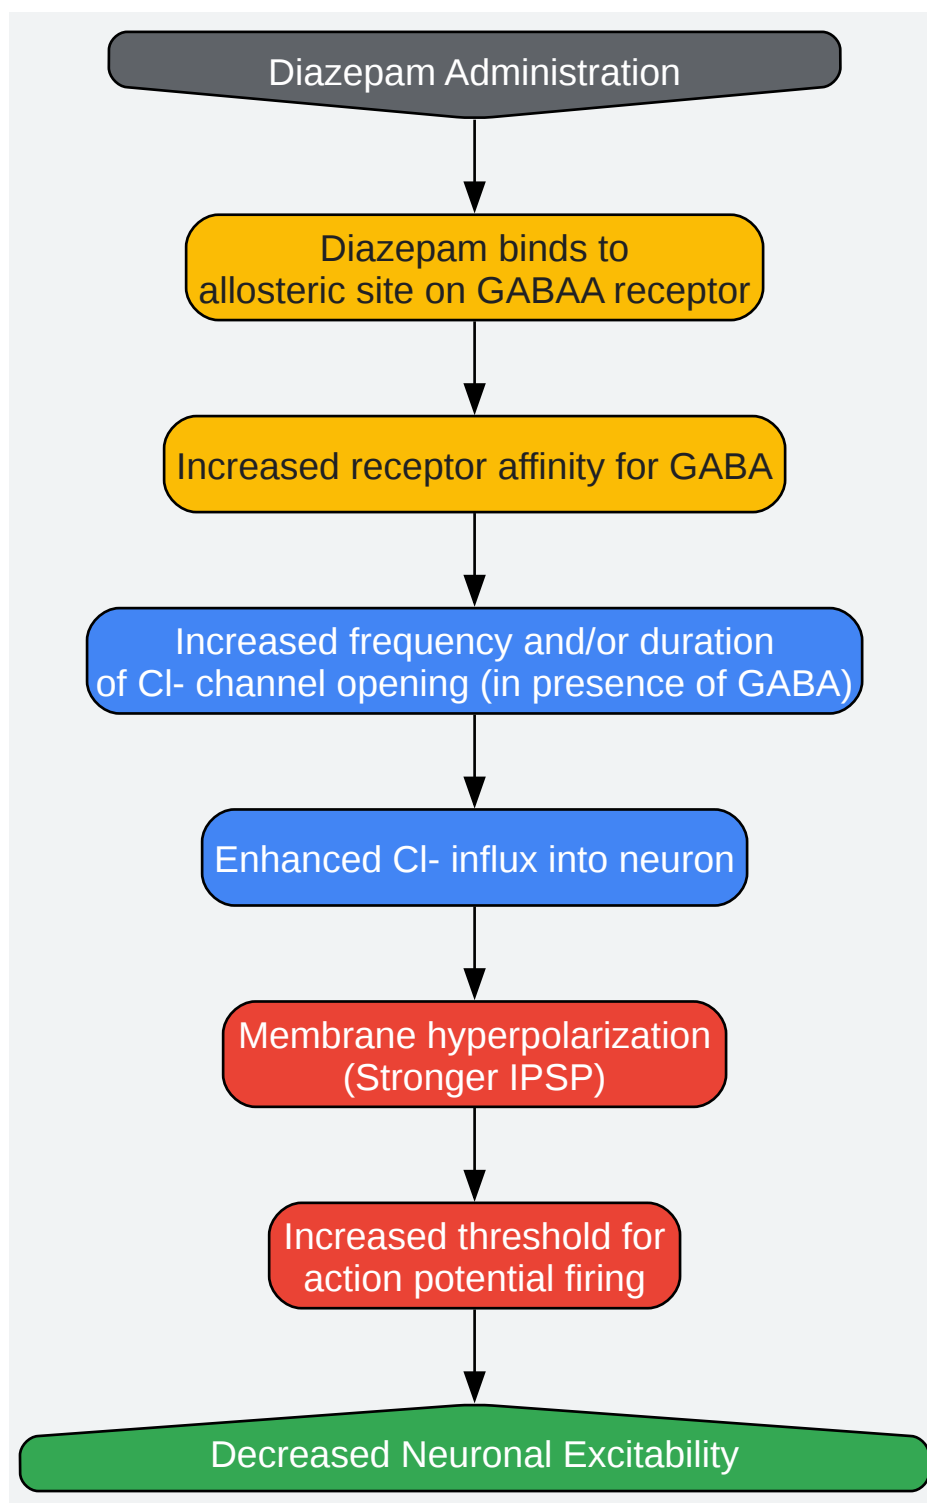 Diazepam Administration
Diazepam binds to
allosteric site on GABAA receptor
Increased receptor affinity for GABA
Increased frequency and/or duration
of Cl- channel opening (in presence of GABA)
Enhanced Cl- influx into neuron
Membrane hyperpolarization
(Stronger IPSP)
Increased threshold for
action potential firing
Decreased Neuronal Excitability